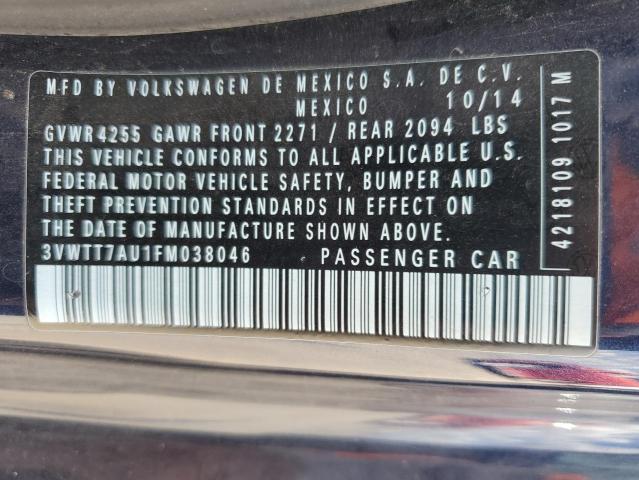 MFD BY VOLKSWAGEN DE MEXICO S.A. DE C.V.
MEXICO 10/14
GVWR 4255 GAWR FRONT 2271 / REAR 2094 LBS
THIS VEHICLE CONFORMS TO ALL APPLICABLE U.S.
FEDERAL MOTOR VEHICLE SAFETY, BUMPER AND
THEFT PREVENTION STANDARDS IN EFFECT ON
THE DATE OF MANUFACTURE SHOWN ABOVE.
3VWTT7AU1FM038046 PASSENGER CAR
4218109 1017 M